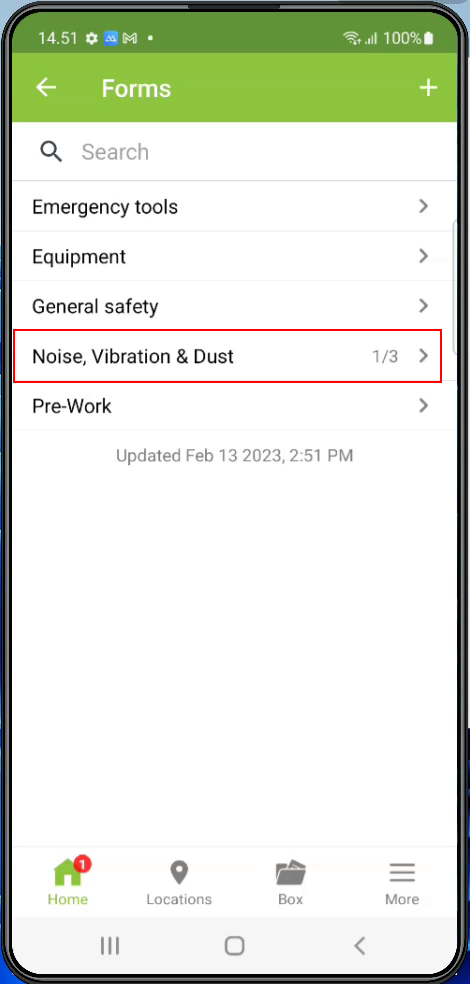 14.51 100%
Forms
Search
Emergency tools
Equipment
General safety
Noise, Vibration & Dust 1/3
Pre-Work
Updated Feb 13 2023, 2:51 PM
1
Home Locations Box More